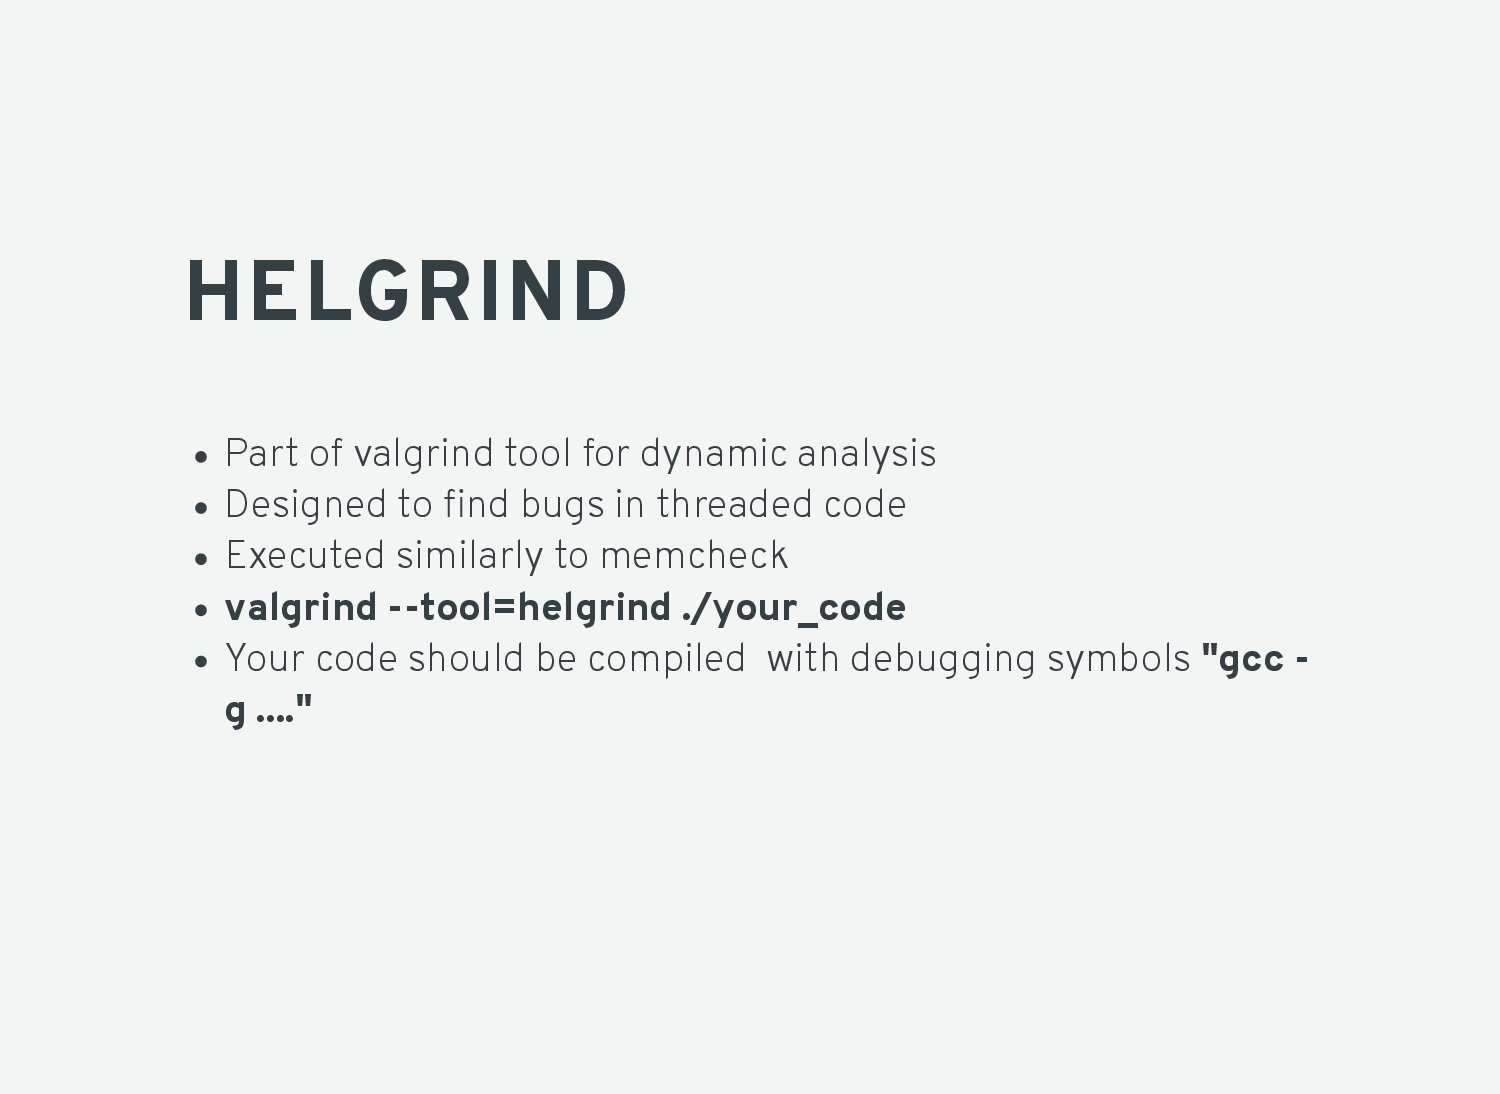 HELGRIND
• Part of valgrind tool for dynamic analysis
• Designed to find bugs in threaded code
• Executed similarly to memcheck
• valgrind --tool=helgrind ./your_code
• Your code should be compiled  with debugging symbols "gcc -
g ...."